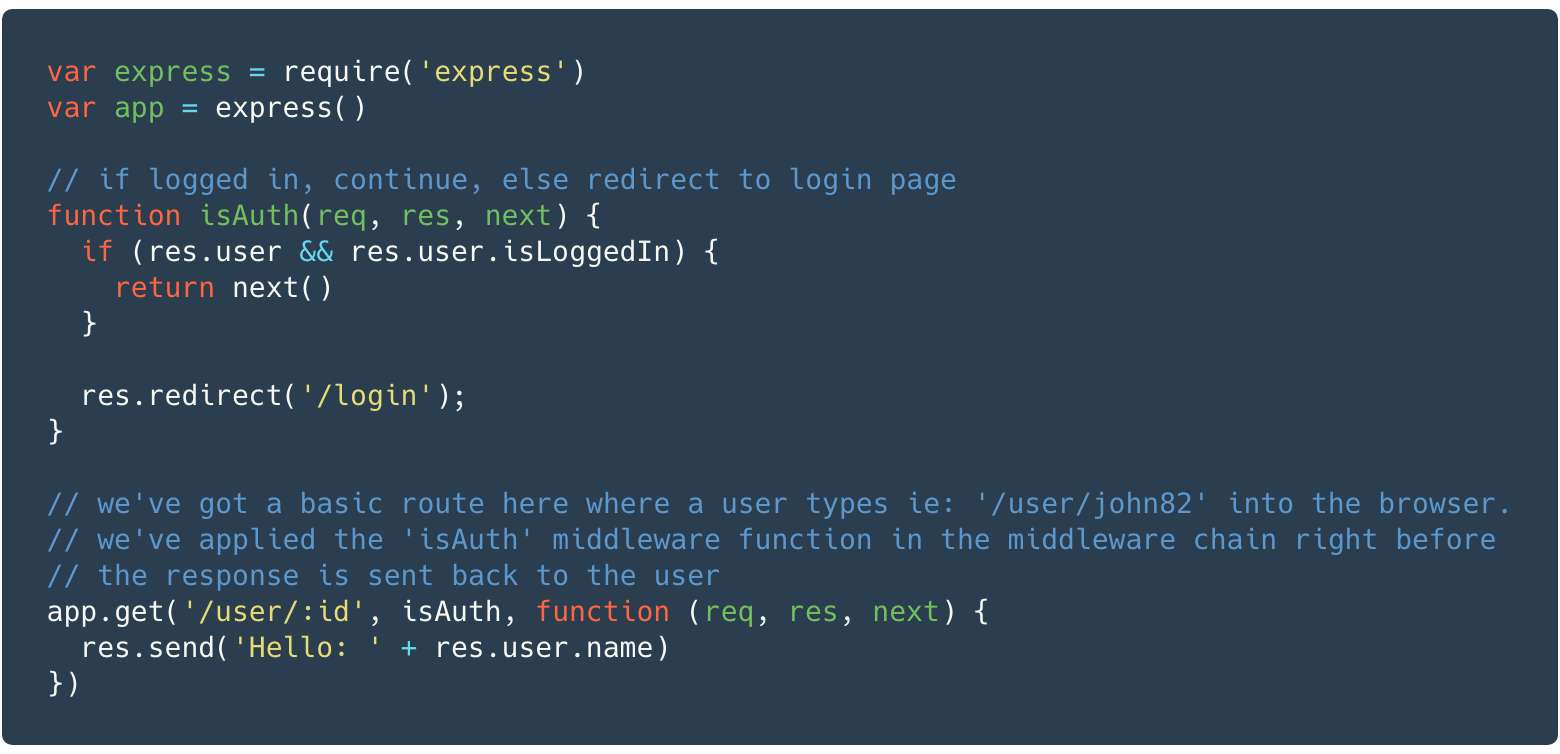 var express = require('express')
var app = express()

// if logged in, continue, else redirect to login page
function isAuth(req, res, next) {
  if (res.user && res.user.isLoggedIn) {
    return next()
  }

  res.redirect('/login');
}

// we've got a basic route here where a user types ie: '/user/john82' into the browser.
// we've applied the 'isAuth' middleware function in the middleware chain right before
// the response is sent back to the user
app.get('/user/:id', isAuth, function (req, res, next) {
  res.send('Hello: ' + res.user.name)
})